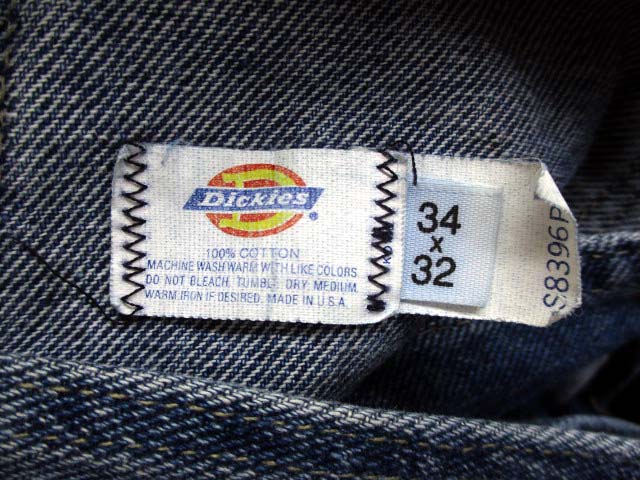 D
Dickies®
100% COTTON
MACHINE WASH WARM WITH LIKE COLORS
DO NOT BLEACH. TUMBLE DRY. MEDIUM
WARM IRON IF DESIRED. MADE IN U.S.A.
34
x
32
S8396P